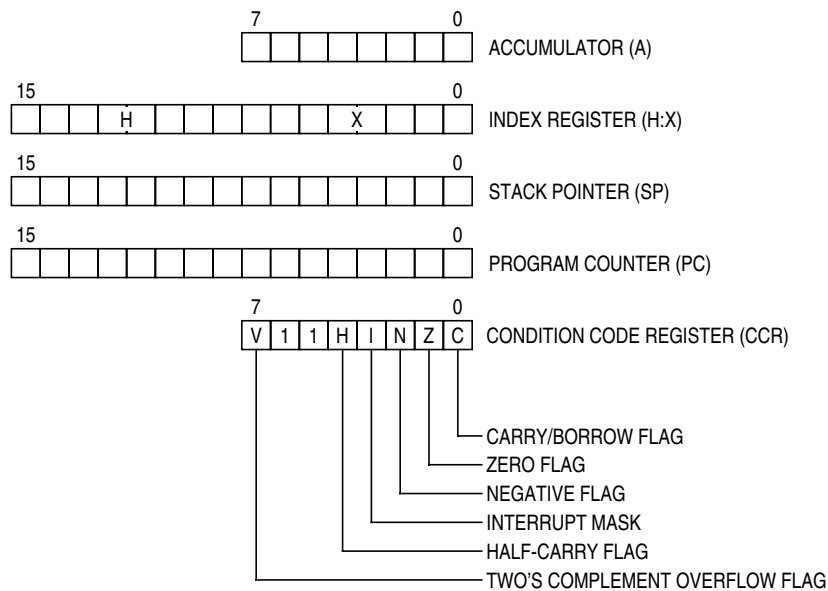 7 0
ACCUMULATOR (A)
15 0
H X INDEX REGISTER (H:X)
15 0
STACK POINTER (SP)
15 0
PROGRAM COUNTER (PC)
7 0
V 1 1 H I N Z C CONDITION CODE REGISTER (CCR)
CARRY/BORROW FLAG
ZERO FLAG
NEGATIVE FLAG
INTERRUPT MASK
HALF-CARRY FLAG
TWO'S COMPLEMENT OVERFLOW FLAG